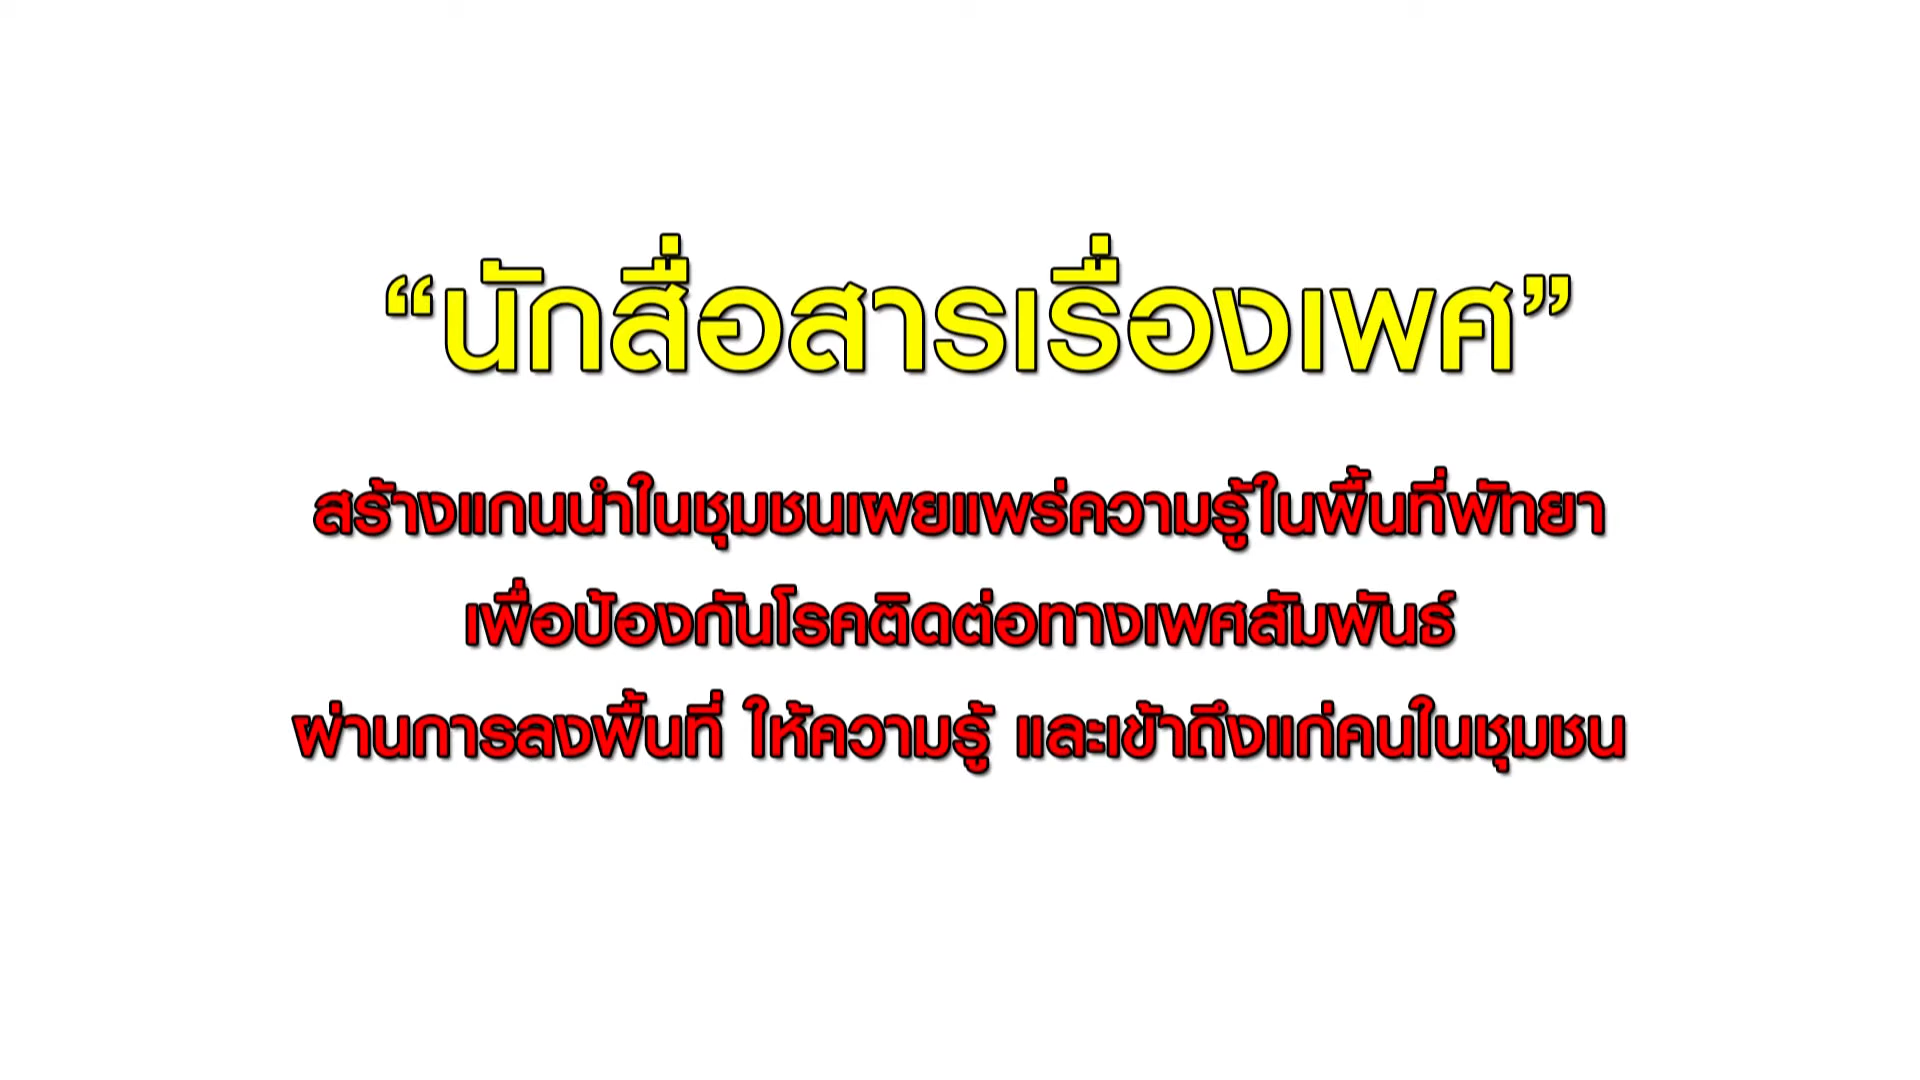 “นักสื่อสารเรื่องเพศ”
สร้างแกนนำในชุมชนเผยแพร่ความรู้ในพื้นที่พัทยา
เพื่อป้องกันโรคติดต่อทางเพศสัมพันธ์
ผ่านการลงพื้นที่ ให้ความรู้ และเข้าถึงแก่คนในชุมชน